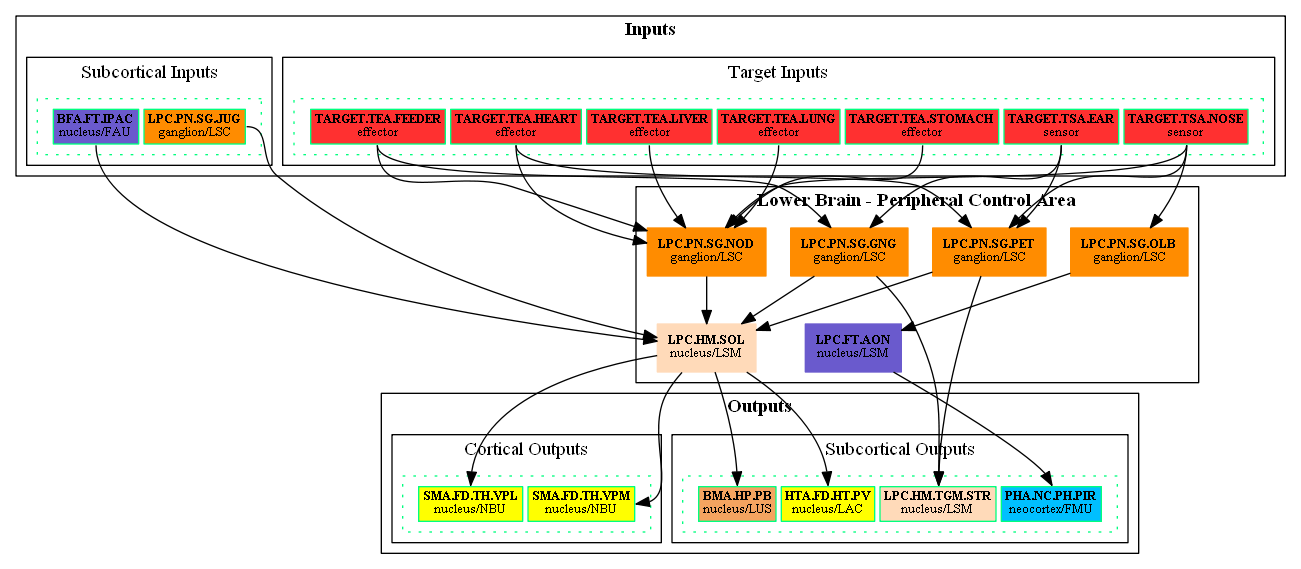 Inputs
Subcortical Inputs
Target Inputs
BFA.FT.IPAC
nucleus/FAU
LPC.PN.SG.JUG
ganglion/LSC
TARGET.TEA.FEEDER
effector
TARGET.TEA.HEART
effector
TARGET.TEA.LIVER
effector
TARGET.TEA.LUNG
effector
TARGET.TEA.STOMACH
effector
TARGET.TSA.EAR
sensor
TARGET.TSA.NOSE
sensor
Lower Brain - Peripheral Control Area
LPC.PN.SG.NOD
ganglion/LSC
LPC.PN.SG.GNG
ganglion/LSC
LPC.PN.SG.PET
ganglion/LSC
LPC.PN.SG.OLB
ganglion/LSC
LPC.HM.SOL
nucleus/LSM
LPC.FT.AON
nucleus/LSM
Outputs
Cortical Outputs
Subcortical Outputs
SMA.FD.TH.VPL
nucleus/NBU
SMA.FD.TH.VPM
nucleus/NBU
BMA.HP.PB
nucleus/LUS
HTA.FD.HT.PV
nucleus/LAC
LPC.HM.TGM.STR
nucleus/LSM
PHA.NC.PH.PIR
neocortex/FMU